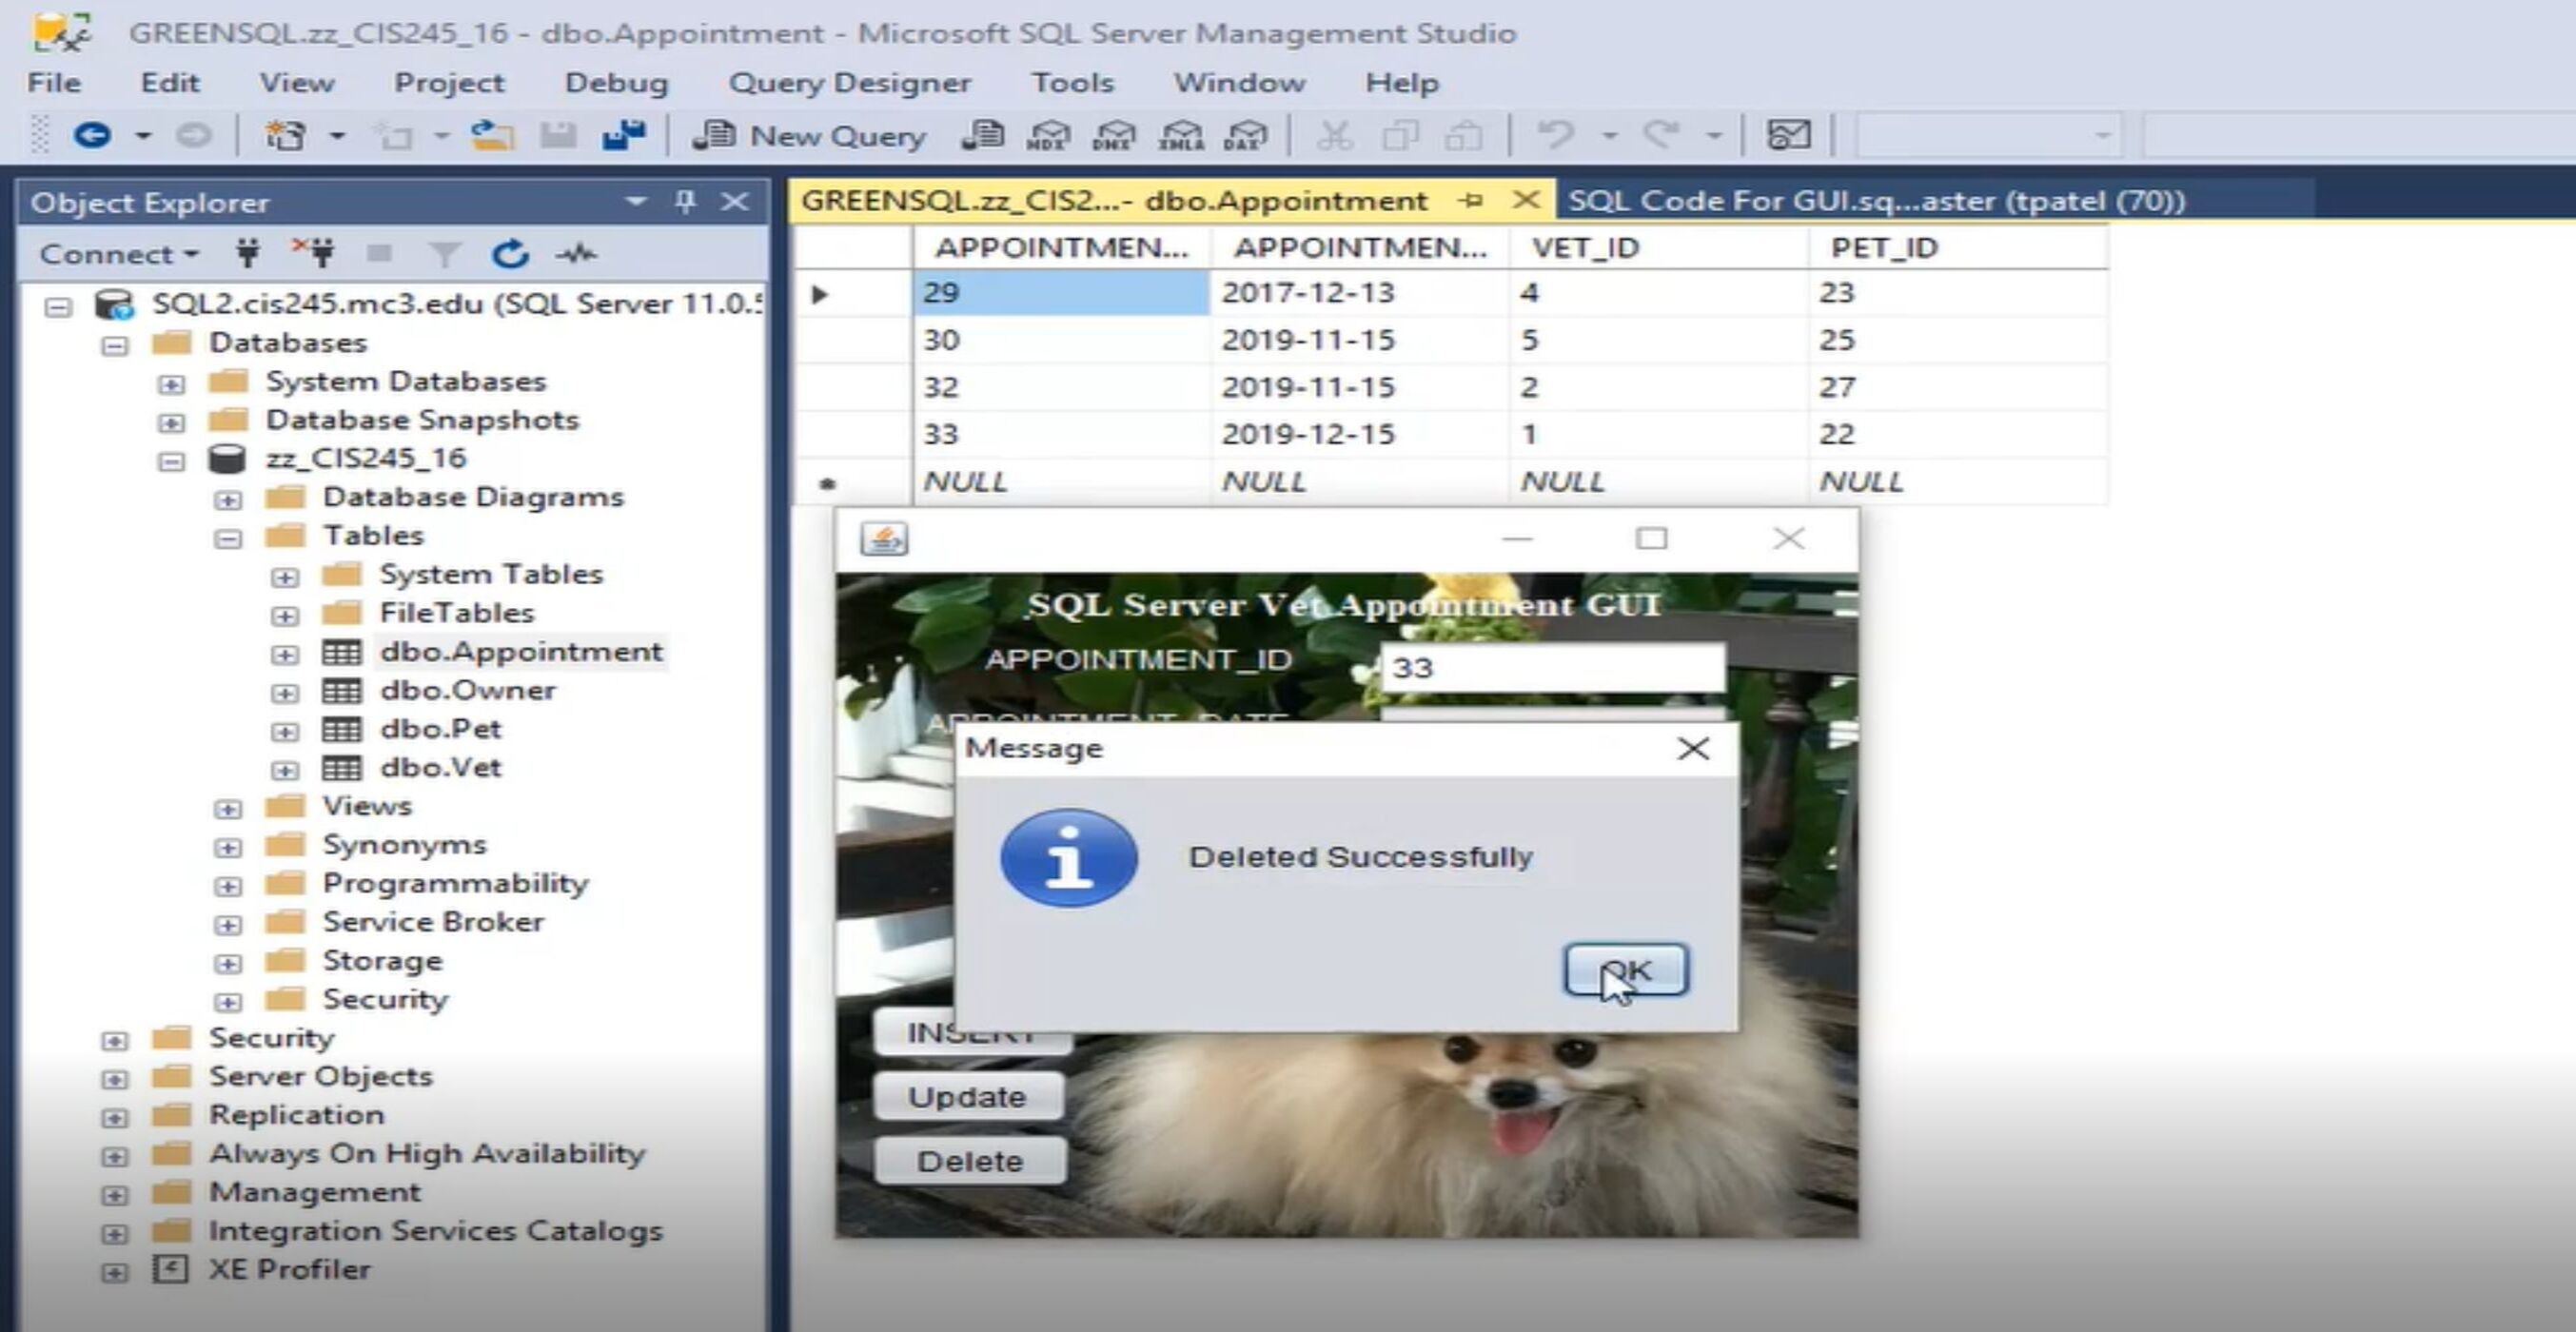 GREENSQL.zz_CIS245_16 - dbo.Appointment - Microsoft SQL Server Management Studio
File Edit View Project Debug Query Designer Tools Window Help
New Query MDX DMX XMLA DAX
Object Explorer
Connect
SQL2.cis245.mc3.edu (SQL Server 11.0.5
Databases
System Databases
Database Snapshots
zz_CIS245_16
Database Diagrams
Tables
System Tables
FileTables
dbo.Appointment
dbo.Owner
dbo.Pet
dbo.Vet
Views
Synonyms
Programmability
Service Broker
Storage
Security
Security
Server Objects
Replication
Always On High Availability
Management
Integration Services Catalogs
XE Profiler
GREENSQL.zz_CIS2...- dbo.Appointment SQL Code For GUI.sq...aster (tpatel (70))
APPOINTMEN... APPOINTMEN... VET_ID PET_ID
29 2017-12-13 4 23
30 2019-11-15 5 25
32 2019-11-15 2 27
33 2019-12-15 1 22
NULL NULL NULL NULL
SQL Server Vet Appointment GUI
APPOINTMENT_ID 33
APPOINTMENT_DATE
Message
Deleted Successfully
OK
INSERT
Update
Delete